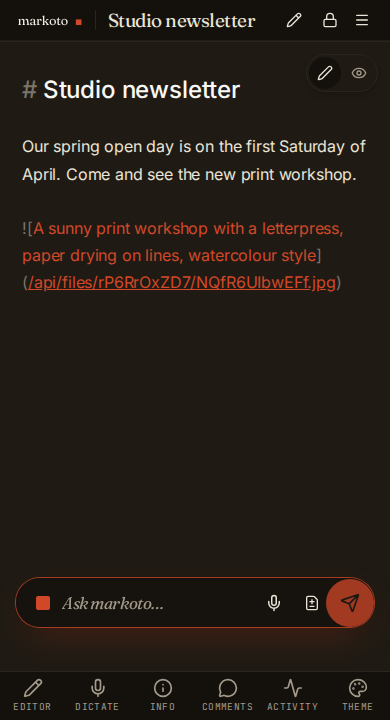 markoto
Studio newsletter
# Studio newsletter
Our spring open day is on the first Saturday of
April. Come and see the new print workshop.
![A sunny print workshop with a letterpress,
paper drying on lines, watercolour style]
(/api/files/rP6RrOxZD7/NQfR6UlbwEFf.jpg)
Ask markoto...
EDITOR DICTATE INFO COMMENTS ACTIVITY THEME